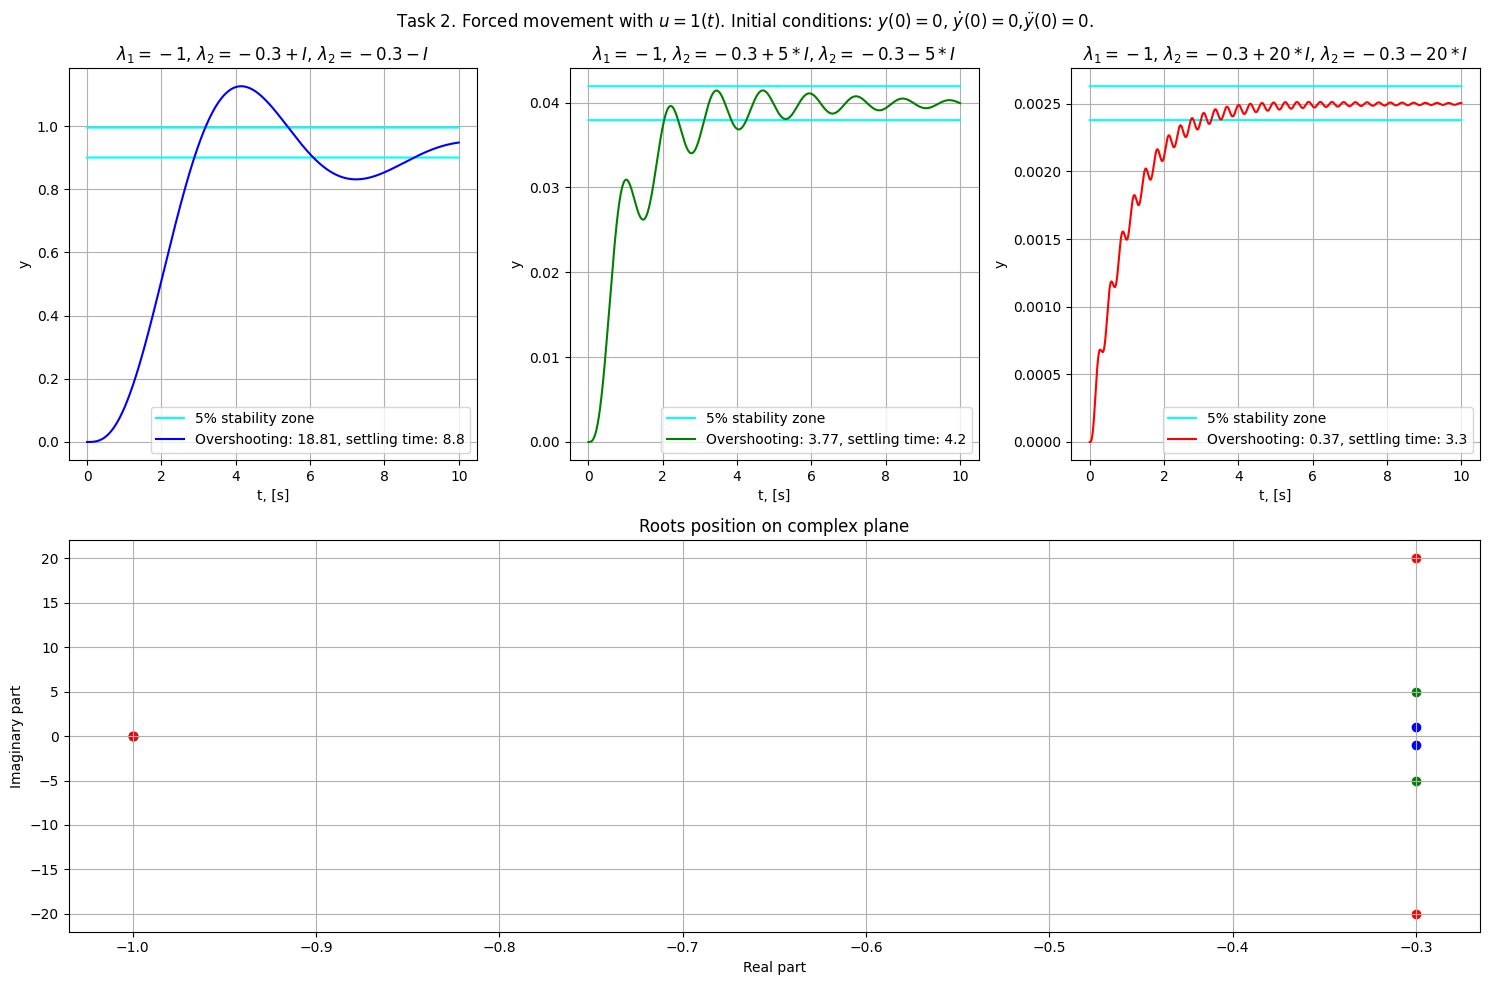 Task 2. Forced movement with u = 1(t). Initial conditions: y(0) = 0, ẏ(0) = 0,ÿ(0) = 0.
λ₁ = −1, λ₂ = −0.3 + I, λ₂ = −0.3 − I
1.0
0.8
0.6
0.4
0.2
0.0
y
5% stability zone
Overshooting: 18.81, settling time: 8.8
0 2 4 6 8 10
t, [s]
λ₁ = −1, λ₂ = −0.3 + 5 * I, λ₂ = −0.3 − 5 * I
0.04
0.03
0.02
0.01
0.00
y
5% stability zone
Overshooting: 3.77, settling time: 4.2
0 2 4 6 8 10
t, [s]
λ₁ = −1, λ₂ = −0.3 + 20 * I, λ₂ = −0.3 − 20 * I
0.0025
0.0020
0.0015
0.0010
0.0005
0.0000
y
5% stability zone
Overshooting: 0.37, settling time: 3.3
0 2 4 6 8 10
t, [s]
Roots position on complex plane
20
15
10
5
0
−5
−10
−15
−20
Imaginary part
−1.0 −0.9 −0.8 −0.7 −0.6 −0.5 −0.4 −0.3
Real part